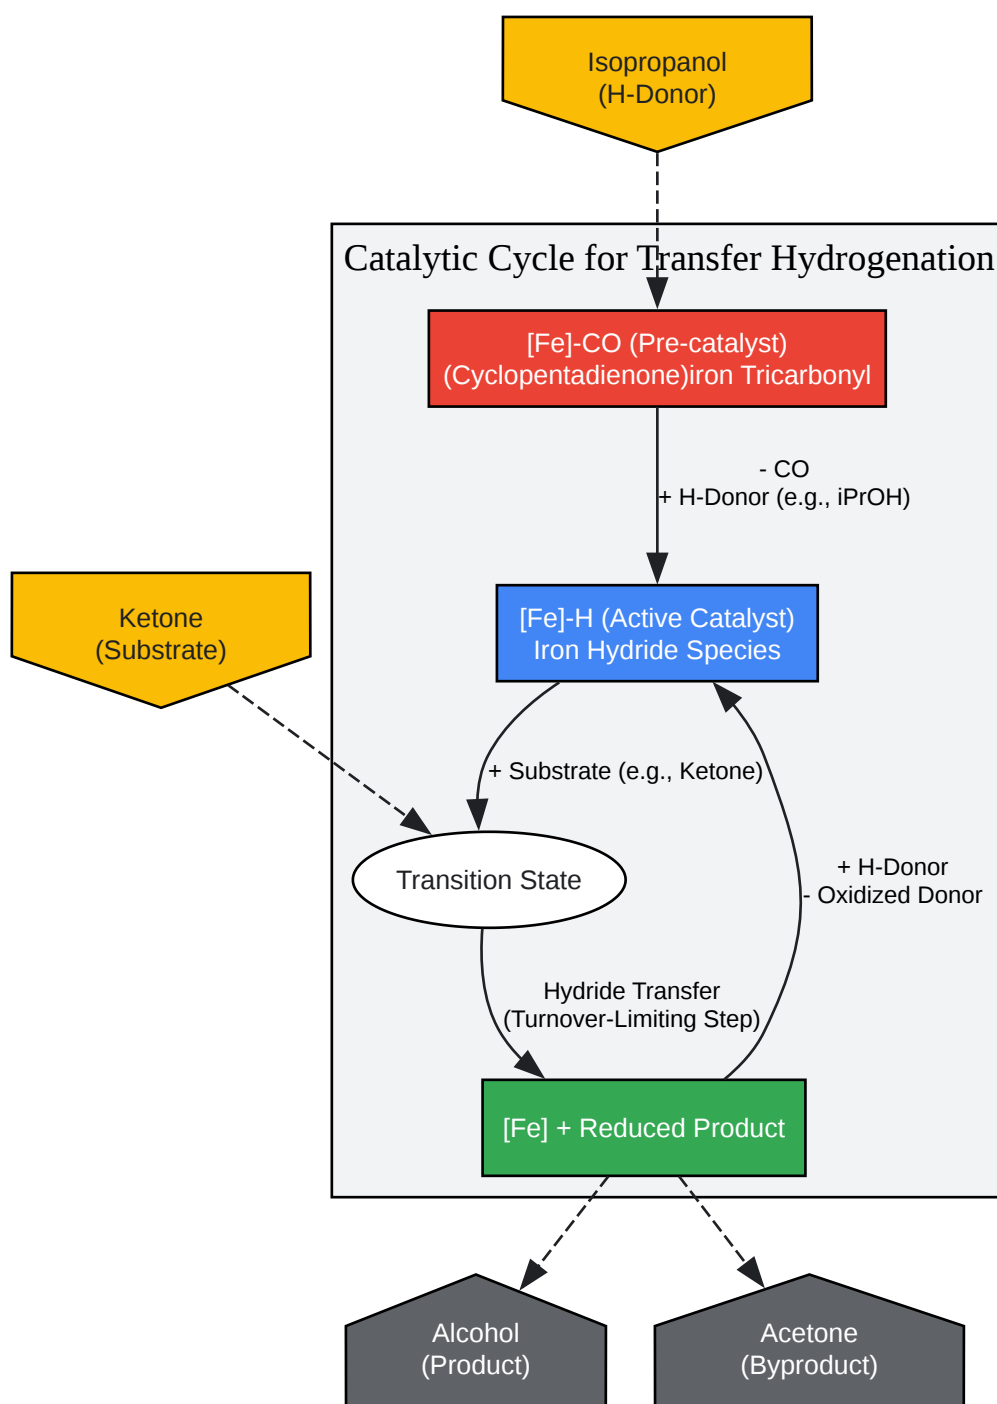 Isopropanol
(H-Donor)
Catalytic Cycle for Transfer Hydrogenation
[Fe]-CO (Pre-catalyst)
(Cyclopentadienone)iron Tricarbonyl
- CO
+ H-Donor (e.g., iPrOH)
Ketone
(Substrate)
[Fe]-H (Active Catalyst)
Iron Hydride Species
+ Substrate (e.g., Ketone)
Transition State
+ H-Donor
- Oxidized Donor
Hydride Transfer
(Turnover-Limiting Step)
[Fe] + Reduced Product
Alcohol
(Product)
Acetone
(Byproduct)